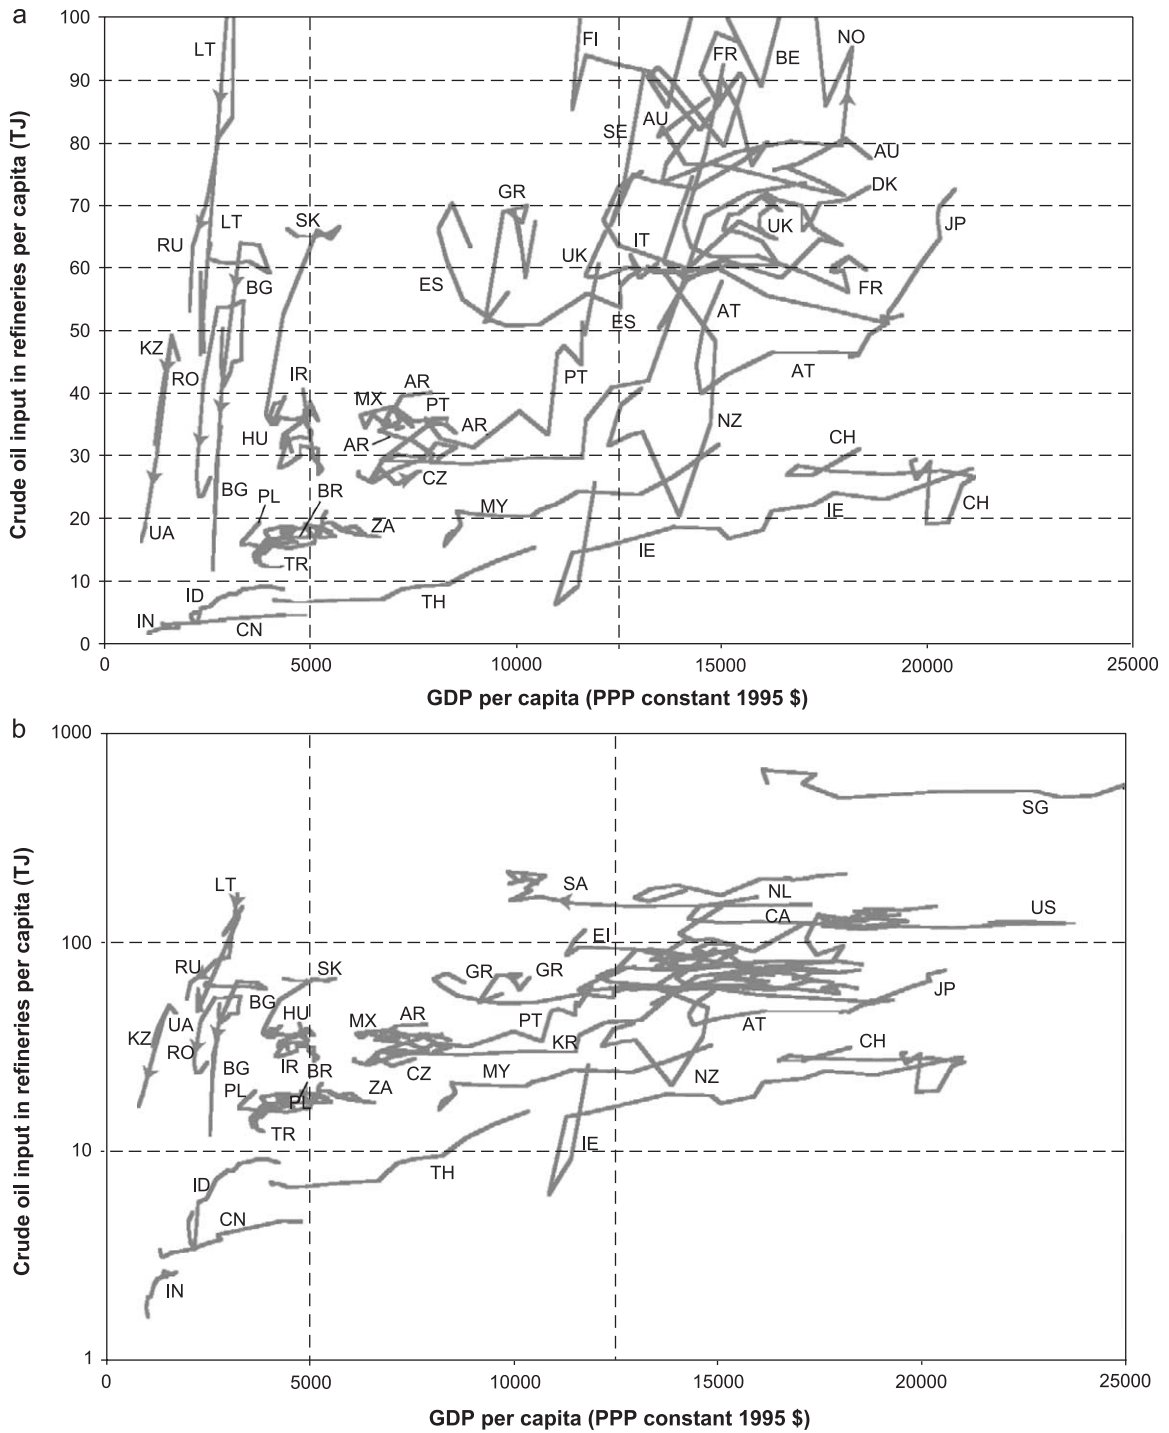 a
100
90
80
70
60
50
40
30
20
10
0
Crude oil input in refineries per capita (TJ)
LT
FI
FR
BE
NO
SE
AU
AU
DK
GR
RU
LT
SK
UK
JP
UK
IT
BG
ES
FR
ES
AT
KZ
RO
IR
PT
AT
MX
AR
PT
AR
AR
NZ
HU
CH
CZ
BG
PL
BR
MY
IE
CH
UA
ZA
IE
TR
ID
TH
IN
CN
0
5000
10000
15000
20000
25000
GDP per capita (PPP constant 1995 $)
b
1000
100
10
1
Crude oil input in refineries per capita (TJ)
SG
LT
SA
NL
CA
US
EI
RU
SK
GR
GR
JP
BG
HU
UA
KZ
MX
AR
PT
AT
RO
KR
CH
IR
BG
BR
CZ
MY
NZ
PL
PL
ZA
TR
IE
TH
ID
CN
IN
0
5000
10000
15000
20000
25000
GDP per capita (PPP constant 1995 $)